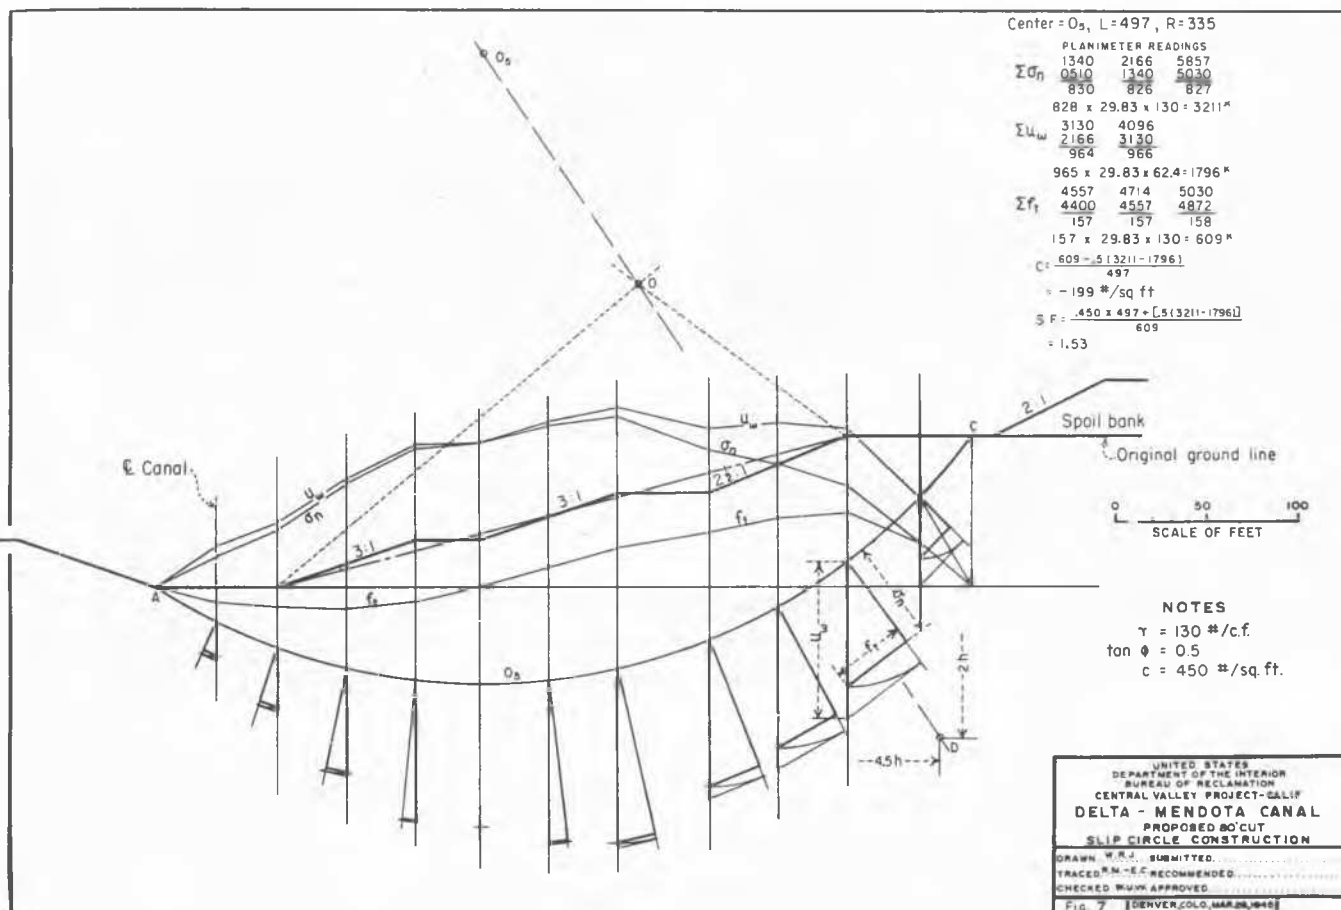 Center = O₅, L=497, R=335
PLANIMETER READINGS
Σσn
1340 2166 5857
0510 1340 5030
830 826 827
828 x 29.83 x 130 = 3211ᴷ
Σuw
3130 4096
2166 3130
964 966
965 x 29.83 x 62.4 = 1796ᴷ
Σft
4557 4714 5030
4400 4557 4872
157 157 158
157 x 29.83 x 130 = 609ᴷ
C = 609 - .5(3211-1796)
497
= -199 #/sq ft
S F = .450 x 497 + [.5(3211-1796)]
609
= 1.53
O₅
O
2:1
C
Spoil bank
Original ground line
uw
σn
2½:1
℄ Canal
uw
σn
3:1
ft
3:1
0 50 100
SCALE OF FEET
A
ft
O₅
uw
σn
ft
2h
4.5h
D
NOTES
γ = 130 #/c.f.
tan ϕ = 0.5
c = 450 #/sq. ft.
UNITED STATES
DEPARTMENT OF THE INTERIOR
BUREAU OF RECLAMATION
CENTRAL VALLEY PROJECT-CALIF
DELTA - MENDOTA CANAL
PROPOSED 80' CUT
SLIP CIRCLE CONSTRUCTION
DRAWN W.R.J. SUBMITTED
TRACED R.M.-E.C. RECOMMENDED
CHECKED APPROVED
Fig. 7 DENVER, COLO., MAR.